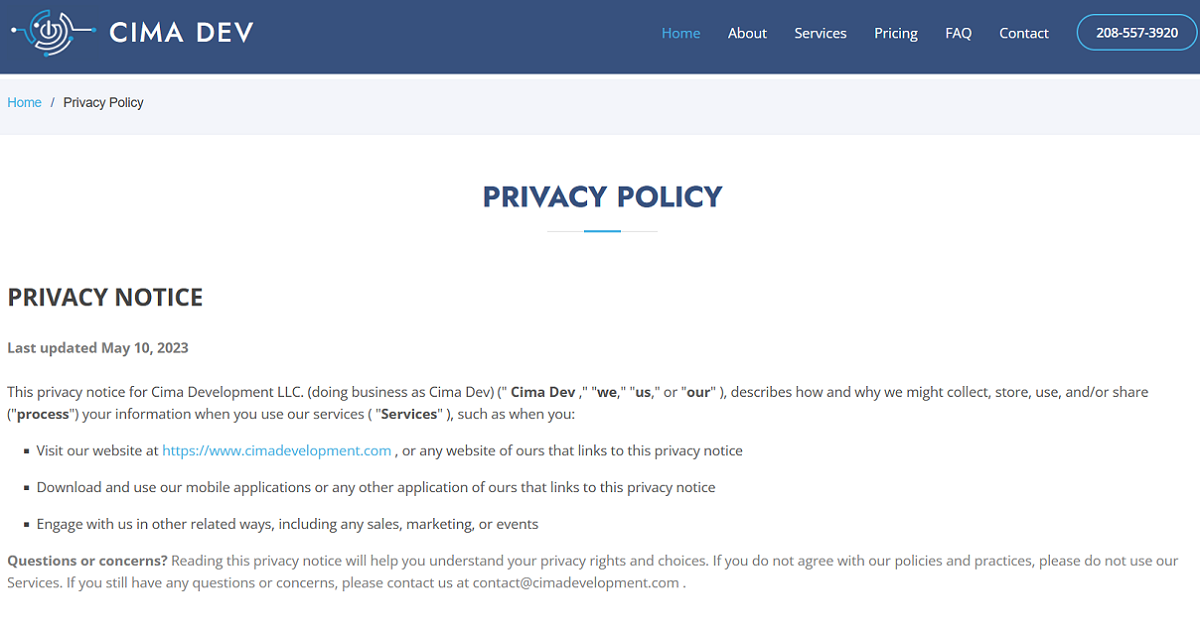 CIMA DEV
Home About Services Pricing FAQ Contact 208-557-3920
Home / Privacy Policy
PRIVACY POLICY
PRIVACY NOTICE
Last updated May 10, 2023
This privacy notice for Cima Development LLC. (doing business as Cima Dev) (" Cima Dev ," "we," "us," or "our" ), describes how and why we might collect, store, use, and/or share
("process") your information when you use our services ( "Services" ), such as when you:
▪ Visit our website at https://www.cimadevelopment.com , or any website of ours that links to this privacy notice
▪ Download and use our mobile applications or any other application of ours that links to this privacy notice
▪ Engage with us in other related ways, including any sales, marketing, or events
Questions or concerns? Reading this privacy notice will help you understand your privacy rights and choices. If you do not agree with our policies and practices, please do not use our
Services. If you still have any questions or concerns, please contact us at contact@cimadevelopment.com .